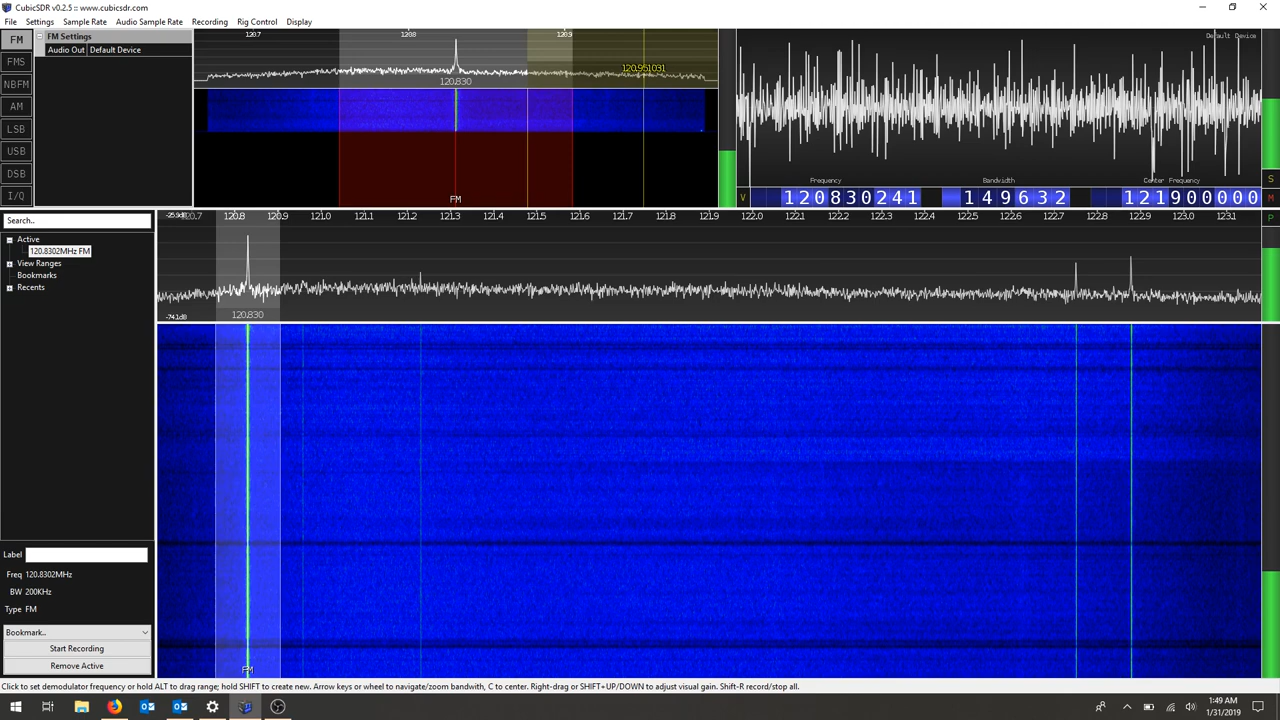 CubicSDR v0.2.5 :: www.cubicsdr.com
File Settings Sample Rate Audio Sample Rate Recording Rig Control Display
FM
FMS
NBFM
AM
LSB
USB
DSB
I/Q
FM Settings
Audio Out Default Device
120.7 120.8 120.9
120.951031
120.830
FM
Default Device
Frequency Bandwidth Center Frequency
V 120830241 149632 121900000
S
M
P
Search..
Active
120.8302MHz FM
View Ranges
Bookmarks
Recents
120.8 120.9 121.0 121.1 121.2 121.3 121.4 121.5 121.6 121.7 121.8 121.9 122.0 122.1 122.2 122.3 122.4 122.5 122.6 122.7 122.8 122.9 123.0 123.1
120.830
-74.1dB
FM
Label
Freq 120.8302MHz
BW 200KHz
Type FM
Bookmark..
Start Recording
Remove Active
Click to set demodulator frequency or hold ALT to drag range; hold SHIFT to create new. Arrow keys or wheel to navigate/zoom bandwith, C to center. Right-drag or SHIFT+UP/DOWN to adjust visual gain. Shift-R record/stop all.
1:49 AM
1/31/2019